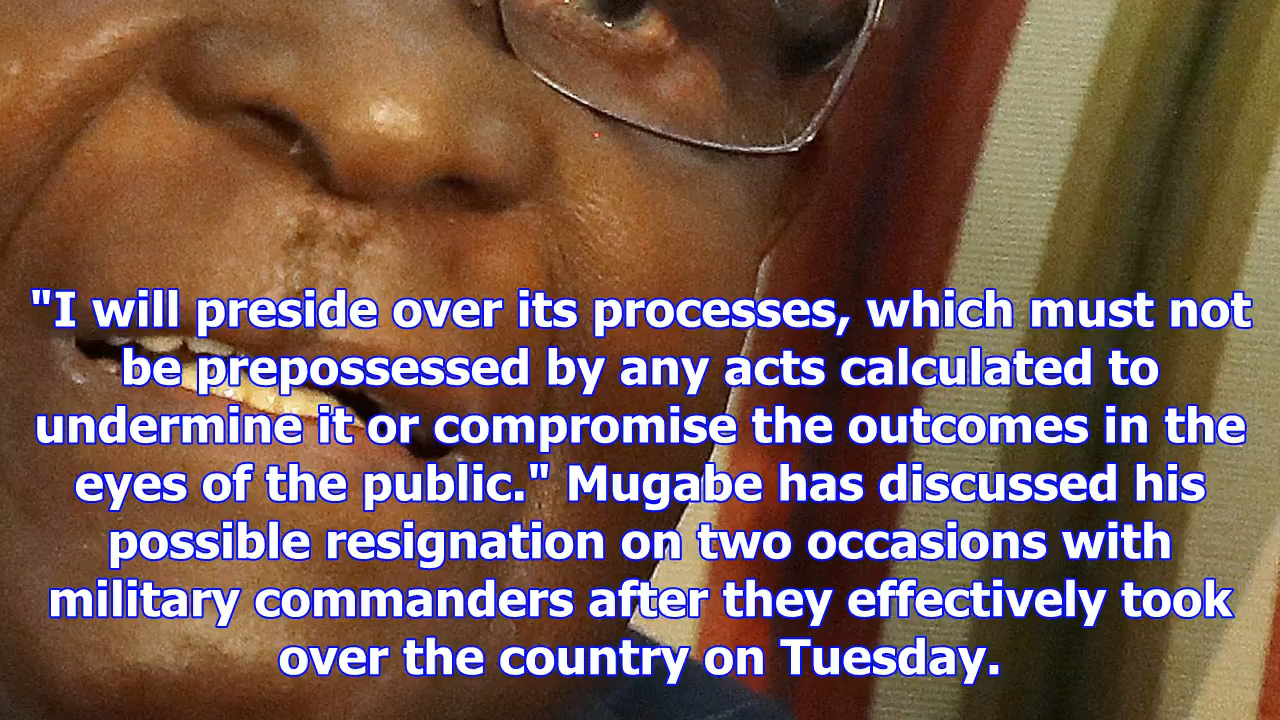 "I will preside over its processes, which must not
be prepossessed by any acts calculated to
undermine it or compromise the outcomes in the
eyes of the public." Mugabe has discussed his
possible resignation on two occasions with
military commanders after they effectively took
over the country on Tuesday.